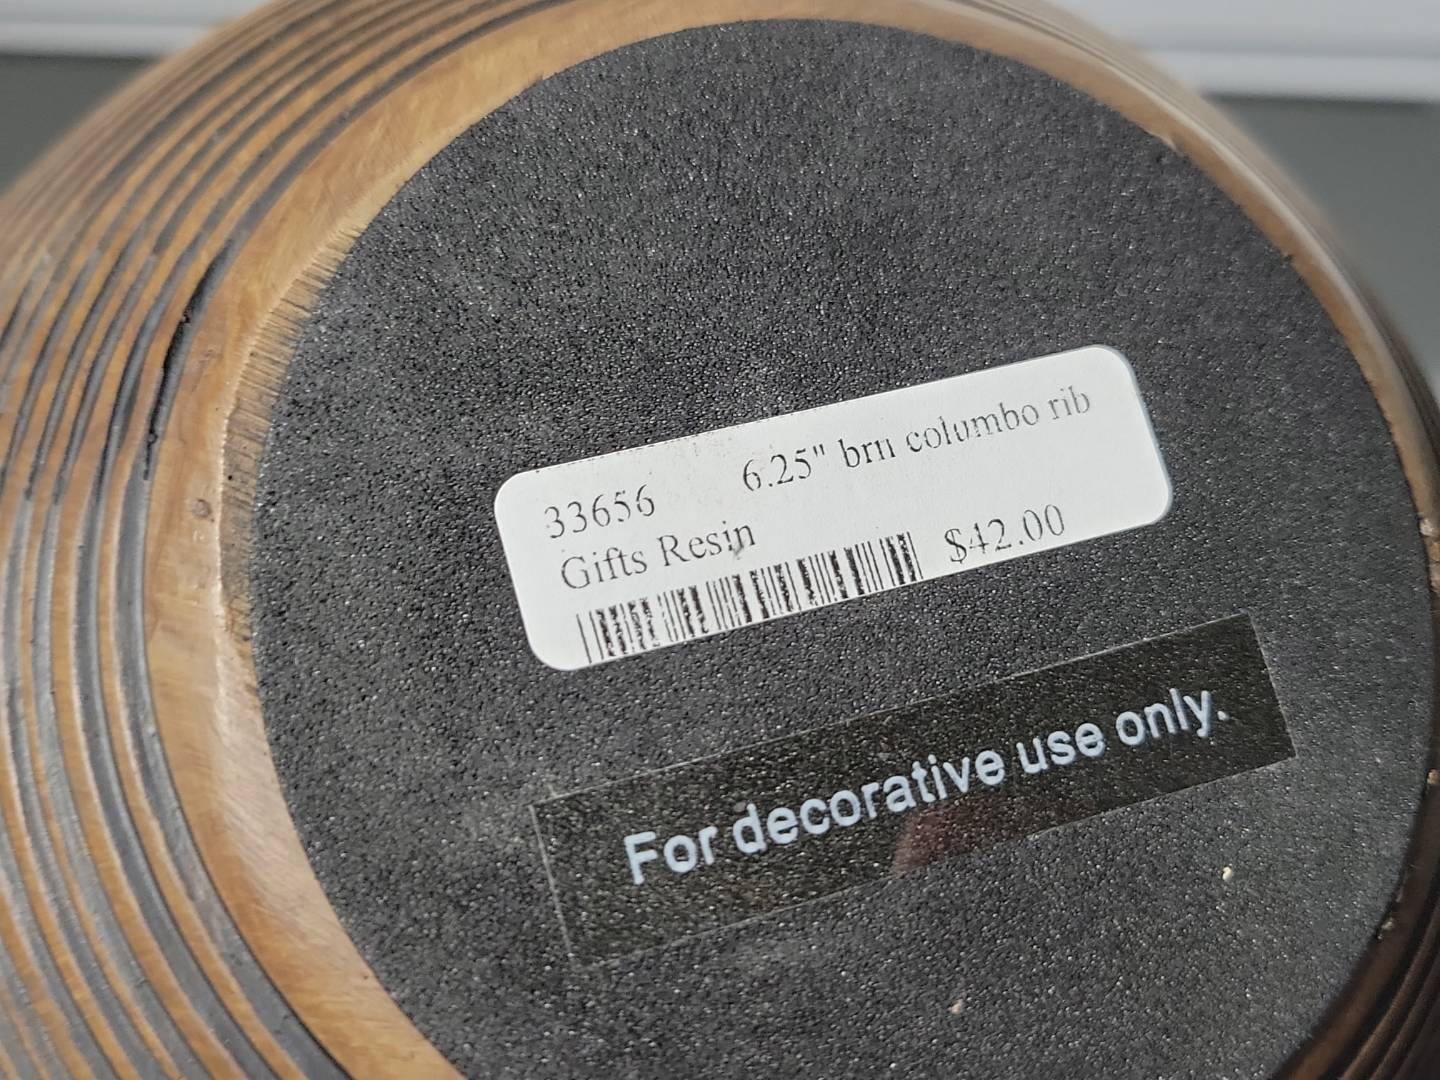 33656 6.25" brn columbo rib
Gifts Resin
$42.00
For decorative use only.